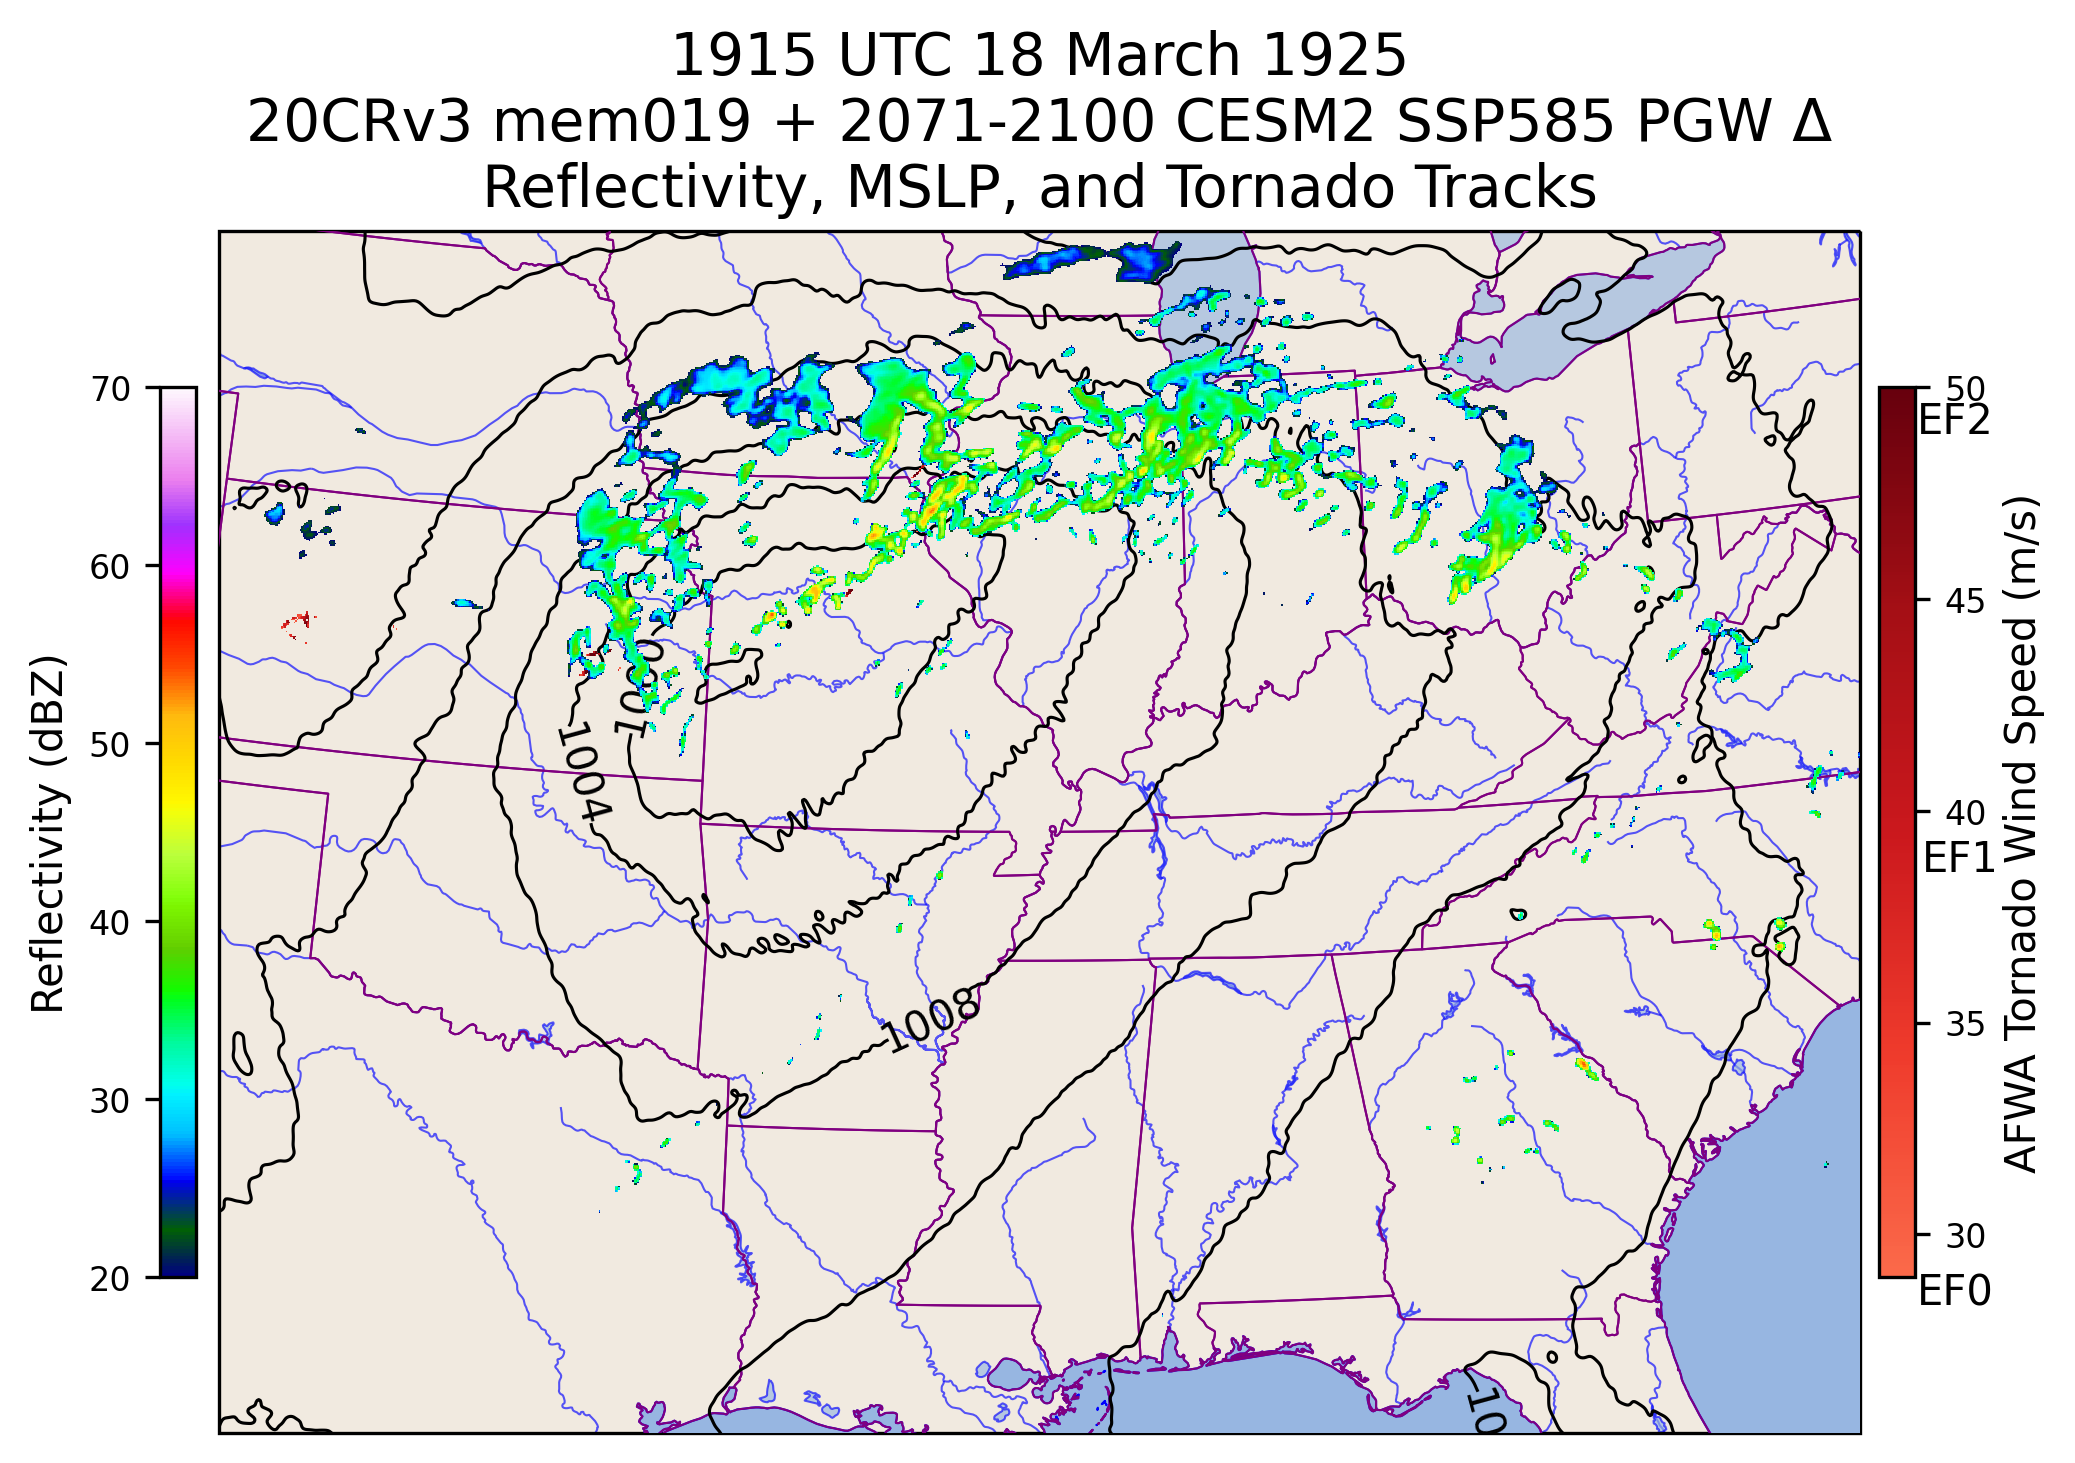 1915 UTC 18 March 1925
20CRv3 mem019 + 2071-2100 CESM2 SSP585 PGW Δ
Reflectivity, MSLP, and Tornado Tracks
70
60
50
40
30
20
Reflectivity (dBZ)
1000
1004
1008
10
50
EF2
45
40
EF1
35
30
EF0
AFWA Tornado Wind Speed (m/s)